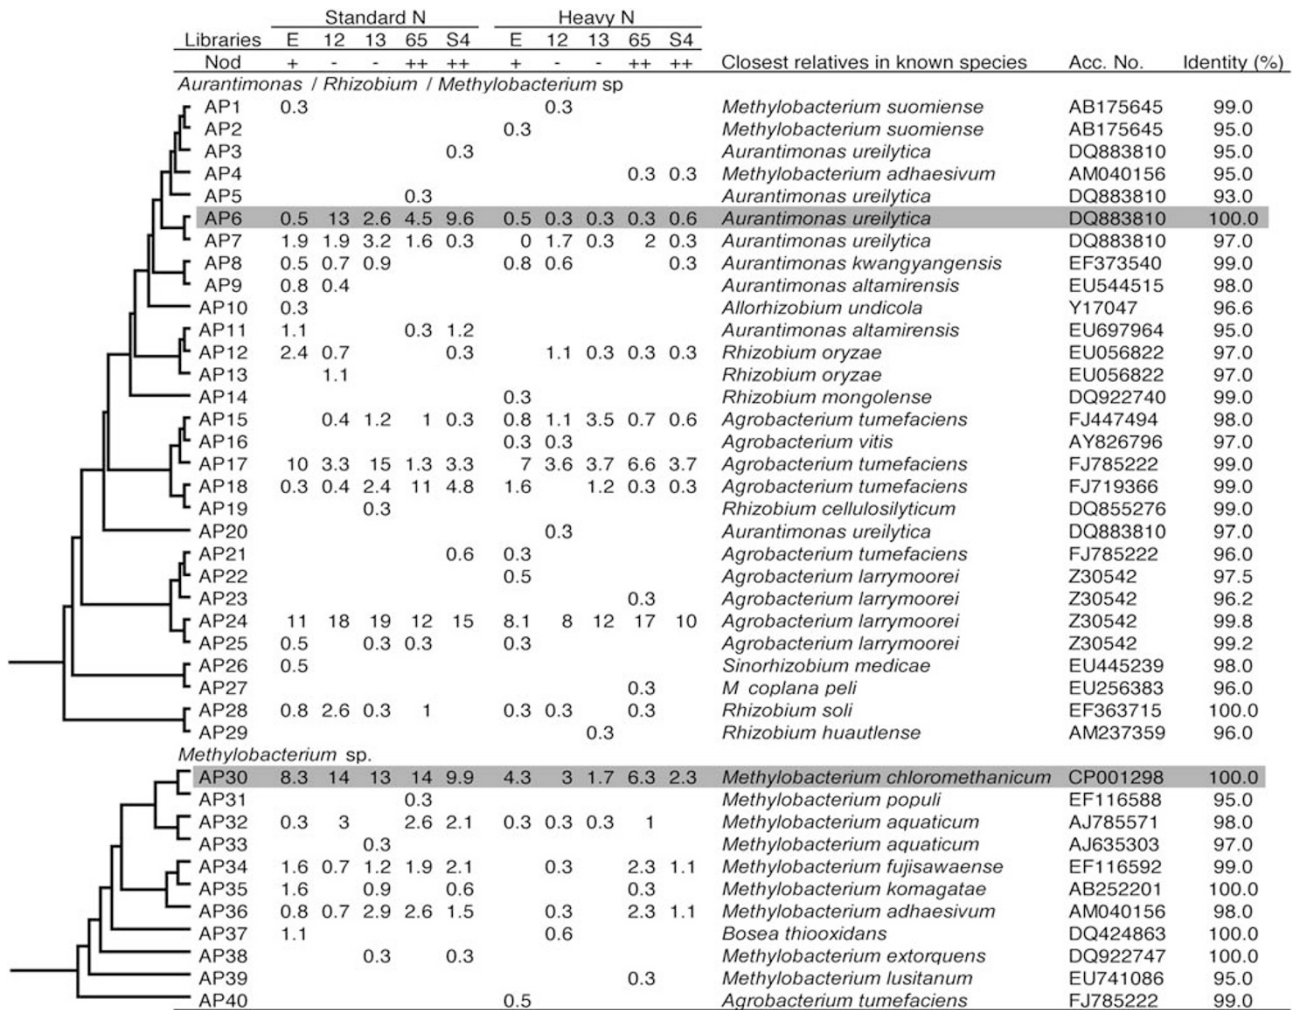 Standard N Heavy N
Libraries E 12 13 65 S4 E 12 13 65 S4
Nod + - - ++ ++ + - - ++ ++ Closest relatives in known species Acc. No. Identity (%)
Aurantimonas / Rhizobium / Methylobacterium sp
AP1 0.3 0.3 Methylobacterium suomiense AB175645 99.0
AP2 0.3 Methylobacterium suomiense AB175645 95.0
AP3 0.3 Aurantimonas ureilytica DQ883810 95.0
AP4 0.3 0.3 Methylobacterium adhaesivum AM040156 95.0
AP5 0.3 Aurantimonas ureilytica DQ883810 93.0
AP6 0.5 13 2.6 4.5 9.6 0.5 0.3 0.3 0.3 0.6 Aurantimonas ureilytica DQ883810 100.0
AP7 1.9 1.9 3.2 1.6 0.3 0 1.7 0.3 2 0.3 Aurantimonas ureilytica DQ883810 97.0
AP8 0.5 0.7 0.9 0.8 0.6 0.3 Aurantimonas kwangyangensis EF373540 99.0
AP9 0.8 0.4 Aurantimonas altamirensis EU544515 98.0
AP10 0.3 Allorhizobium undicola Y17047 96.6
AP11 1.1 0.3 1.2 Aurantimonas altamirensis EU697964 95.0
AP12 2.4 0.7 0.3 1.1 0.3 0.3 0.3 Rhizobium oryzae EU056822 97.0
AP13 1.1 Rhizobium oryzae EU056822 97.0
AP14 0.3 Rhizobium mongolense DQ922740 99.0
AP15 0.4 1.2 1 0.3 0.8 1.1 3.5 0.7 0.6 Agrobacterium tumefaciens FJ447494 98.0
AP16 0.3 0.3 Agrobacterium vitis AY826796 97.0
AP17 10 3.3 15 1.3 3.3 7 3.6 3.7 6.6 3.7 Agrobacterium tumefaciens FJ785222 99.0
AP18 0.3 0.4 2.4 11 4.8 1.6 1.2 0.3 0.3 Agrobacterium tumefaciens FJ719366 99.0
AP19 0.3 Rhizobium cellulosilyticum DQ855276 99.0
AP20 0.3 Aurantimonas ureilytica DQ883810 97.0
AP21 0.6 0.3 Agrobacterium tumefaciens FJ785222 96.0
AP22 0.5 Agrobacterium larrymoorei Z30542 97.5
AP23 0.3 Agrobacterium larrymoorei Z30542 96.2
AP24 11 18 19 12 15 8.1 8 12 17 10 Agrobacterium larrymoorei Z30542 99.8
AP25 0.5 0.3 0.3 0.3 Agrobacterium larrymoorei Z30542 99.2
AP26 0.5 Sinorhizobium medicae EU445239 98.0
AP27 0.3 M coplana peli EU256383 96.0
AP28 0.8 2.6 0.3 1 0.3 0.3 0.3 Rhizobium soli EF363715 100.0
AP29 0.3 Rhizobium huautlense AM237359 96.0
Methylobacterium sp.
AP30 8.3 14 13 14 9.9 4.3 3 1.7 6.3 2.3 Methylobacterium chloromethanicum CP001298 100.0
AP31 0.3 Methylobacterium populi EF116588 95.0
AP32 0.3 3 2.6 2.1 0.3 0.3 0.3 1 Methylobacterium aquaticum AJ785571 98.0
AP33 0.3 Methylobacterium aquaticum AJ635303 97.0
AP34 1.6 0.7 1.2 1.9 2.1 0.3 2.3 1.1 Methylobacterium fujisawaense EF116592 99.0
AP35 1.6 0.9 0.6 0.3 Methylobacterium komagatae AB252201 100.0
AP36 0.8 0.7 2.9 2.6 1.5 0.3 2.3 1.1 Methylobacterium adhaesivum AM040156 98.0
AP37 1.1 0.6 Bosea thiooxidans DQ424863 100.0
AP38 0.3 0.3 Methylobacterium extorquens DQ922747 100.0
AP39 0.3 Methylobacterium lusitanum EU741086 95.0
AP40 0.5 Agrobacterium tumefaciens FJ785222 99.0